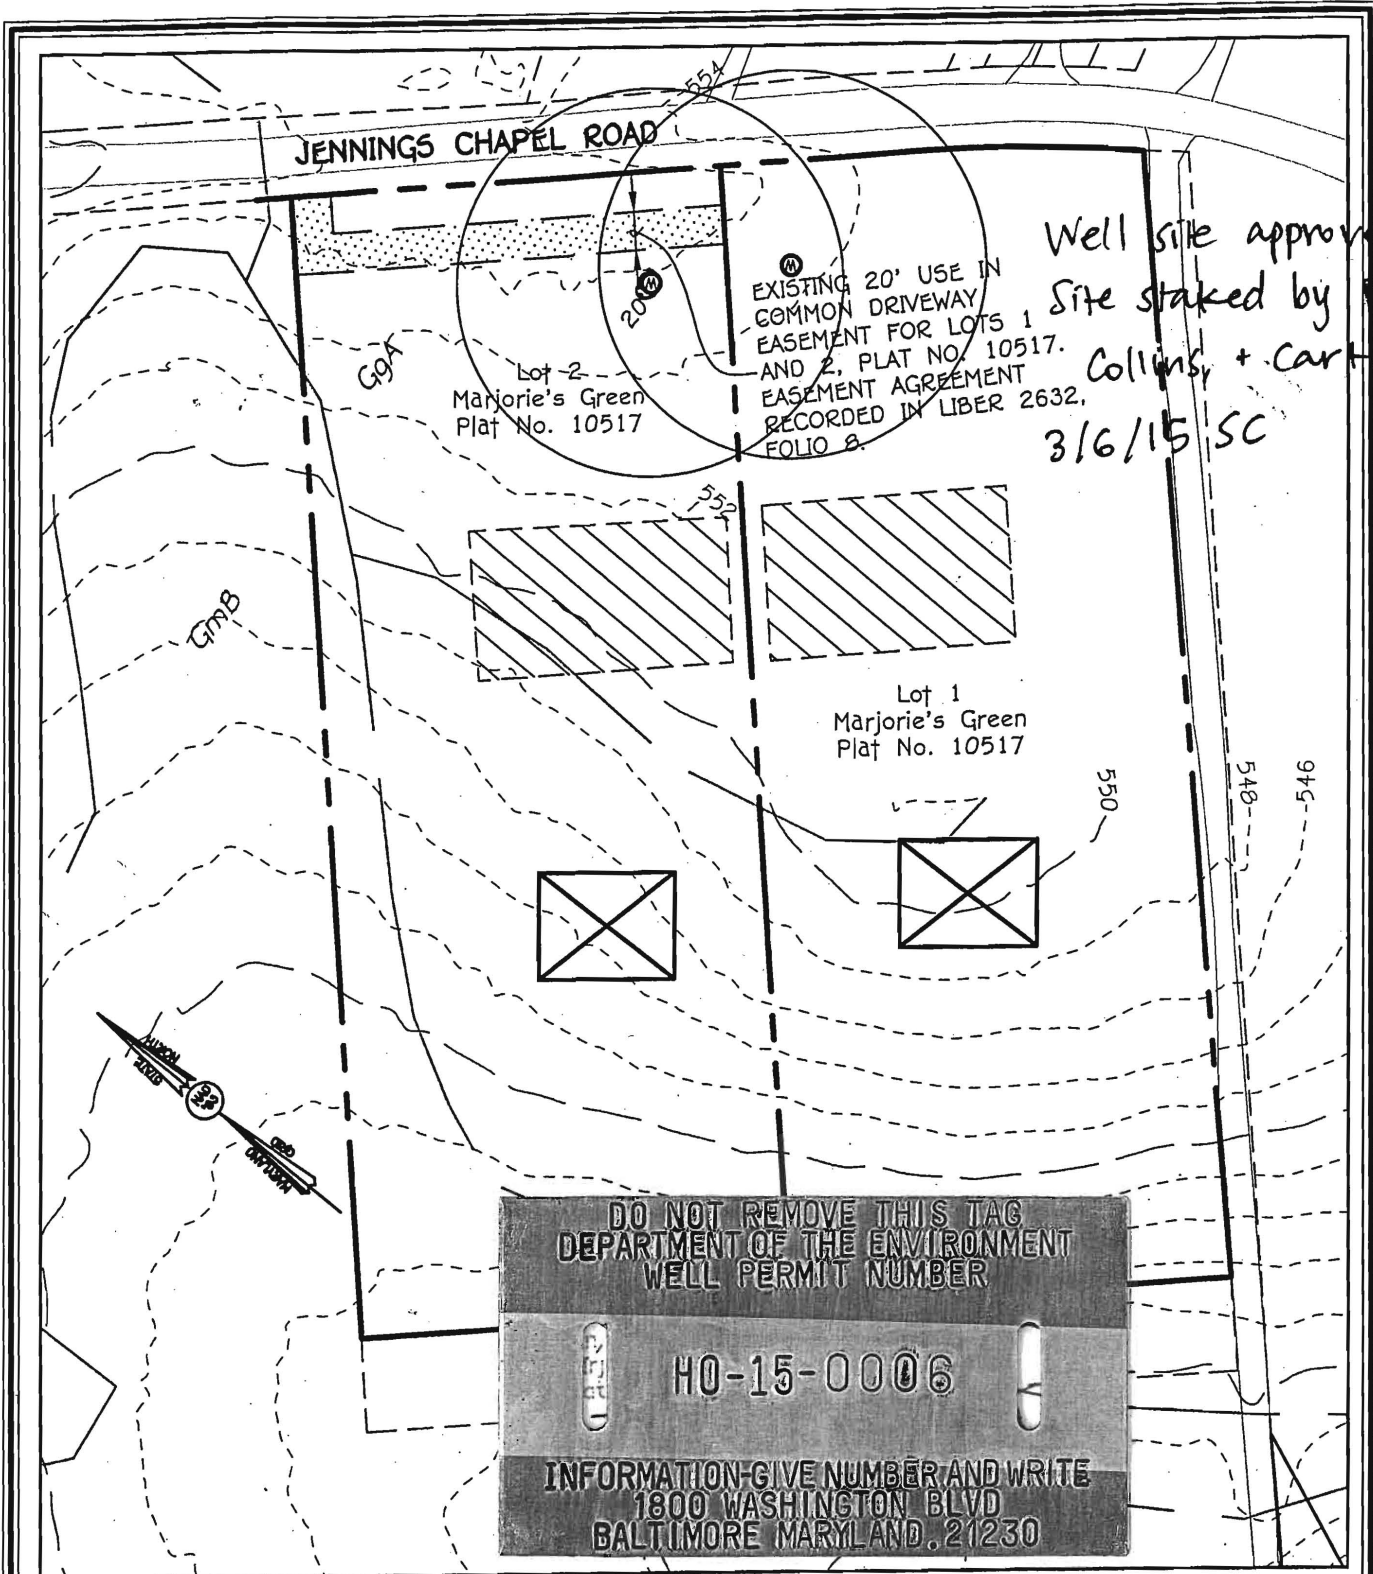 554
JENNINGS CHAPEL ROAD
Well site
Site staked by
Collins, +
3/6/15 SC
20'
EXISTING 20' USE IN
COMMON DRIVEWAY
EASEMENT FOR LOTS 1
AND 2, PLAT NO. 10517.
EASEMENT AGREEMENT
RECORDED IN LIBER 2632,
FOLIO 8.
W
W
GgA
Lot 2
Marjorie's Green
Plat No. 10517
552
GmB
Lot 1
Marjorie's Green
Plat No. 10517
550
548
546
STATE
NORTH
MARYLAND
GRID
DO NOT REMOVE THIS TAG
DEPARTMENT OF THE ENVIRONMENT
WELL PERMIT NUMBER
HO-15-0006
INFORMATION-GIVE NUMBER AND WRITE
1800 WASHINGTON BLVD
BALTIMORE MARYLAND. 21230